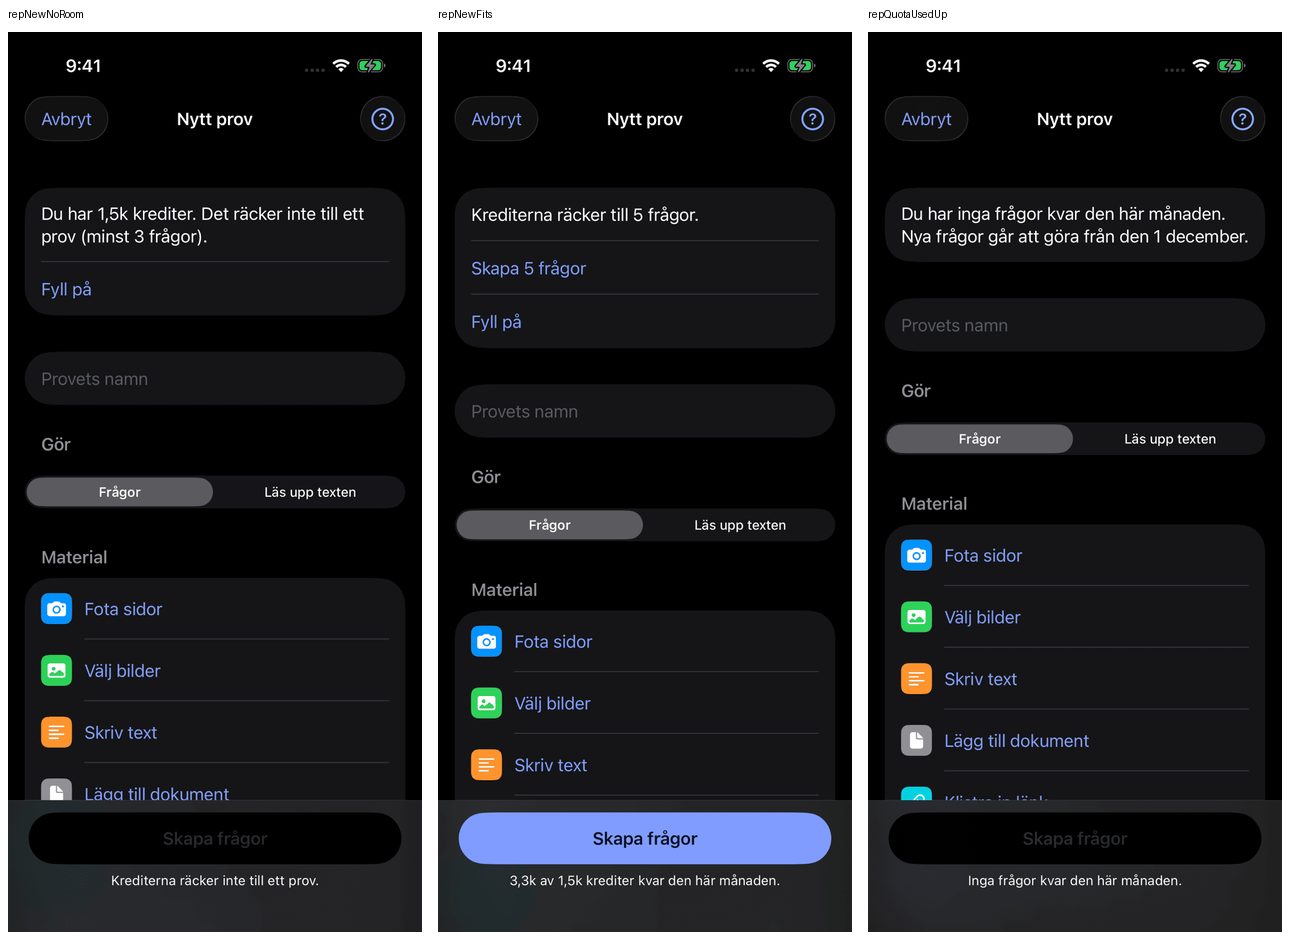 repNewNoRoom
9:41
Avbryt
Nytt prov
?
Du har 1,5k krediter. Det räcker inte till ett
prov (minst 3 frågor).
Fyll på
Provets namn
Gör
Frågor
Läs upp texten
Material
Fota sidor
Välj bilder
Skriv text
Lägg till dokument
Skapa frågor
Krediterna räcker inte till ett prov.
repNewFits
9:41
Avbryt
Nytt prov
?
Krediterna räcker till 5 frågor.
Skapa 5 frågor
Fyll på
Provets namn
Gör
Frågor
Läs upp texten
Material
Fota sidor
Välj bilder
Skriv text
Skapa frågor
3,3k av 1,5k krediter kvar den här månaden.
repQuotaUsedUp
9:41
Avbryt
Nytt prov
?
Du har inga frågor kvar den här månaden.
Nya frågor går att göra från den 1 december.
Provets namn
Gör
Frågor
Läs upp texten
Material
Fota sidor
Välj bilder
Skriv text
Lägg till dokument
Klistra in länk
Skapa frågor
Inga frågor kvar den här månaden.